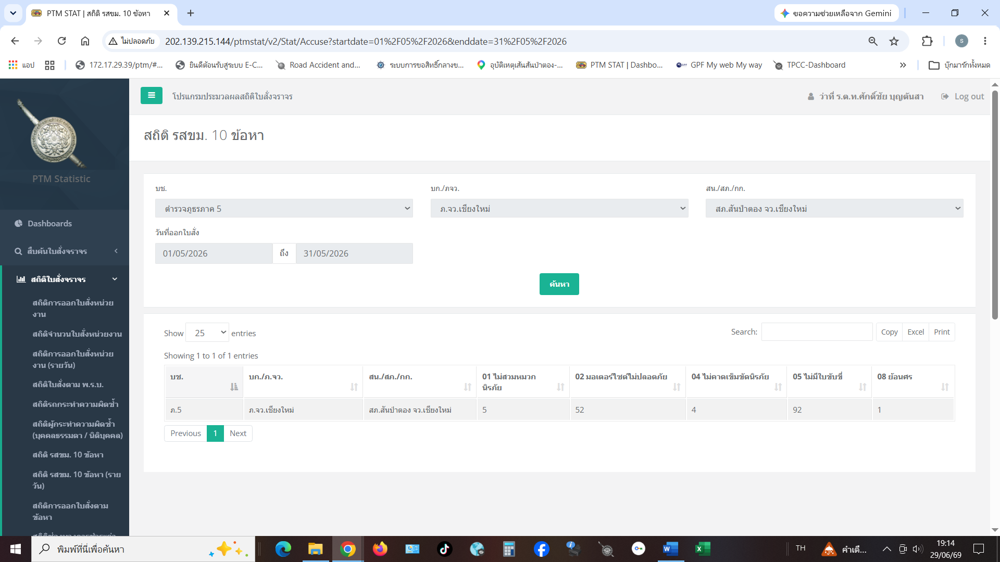 PTM STAT | สถิติ รสขม. 10 ข้อหา
ขอความช่วยเหลือจาก Gemini
ไม่ปลอดภัย
202.139.215.144/ptmstat/v2/Stat/Accuse?startdate=01%2F05%2F2026&enddate=31%2F05%2F2026
S
แอป
172.17.29.39/ptm/#...
ยินดีต้อนรับสู่ระบบ E-C...
Road Accident and...
ระบบการขอสิทธิ์กลางข...
อุบัติเหตุเส้นสันป่าตอง-...
PTM STAT | Dashbo...
GPF My web My way
TPCC-Dashboard
บุ๊กมาร์กทั้งหมด
PTM Statistic
Dashboards
สืบค้นใบสั่งจราจร
สถิติใบสั่งจราจร
สถิติการออกใบสั่งหน่วย
งาน
สถิติจำนวนใบสั่งหน่วยงาน
สถิติการออกใบสั่งหน่วย
งาน (รายวัน)
สถิติใบสั่งตาม พ.ร.บ.
สถิติรถกระทำความผิดซ้ำ
สถิติผู้กระทำความผิดซ้ำ
(บุคคลธรรมดา / นิติบุคคล)
สถิติ รสขม. 10 ข้อหา
สถิติ รสขม. 10 ข้อหา (ราย
วัน)
สถิติการออกใบสั่งตาม
ข้อหา
โปรแกรมประมวลผลสถิติใบสั่งจราจร
ว่าที่ ร.ต.ท.ศักดิ์ชัย บุญตันสา
Log out
สถิติ รสขม. 10 ข้อหา
บช.
บก./ภจว.
สน./สภ./กก.
ตำรวจภูธรภาค 5
ภ.จว.เชียงใหม่
สภ.สันป่าตอง จว.เชียงใหม่
วันที่ออกใบสั่ง
01/05/2026
ถึง
31/05/2026
ค้นหา
Show 25 entries
Search:
Copy
Excel
Print
Showing 1 to 1 of 1 entries
บช.
บก./ภ.จว.
สน./สภ./กก.
01 ไม่สวมหมวก
นิรภัย
02 มอเตอร์ไซต์ไม่ปลอดภัย
04 ไม่คาดเข็มขัดนิรภัย
05 ไม่มีใบขับขี่
08 ย้อนศร
ภ.5
ภ.จว.เชียงใหม่
สภ.สันป่าตอง จว.เชียงใหม่
5
52
4
92
1
Previous
1
Next
พิมพ์ที่นี่เพื่อค้นหา
TH
คำเตื...
19:14
29/06/69